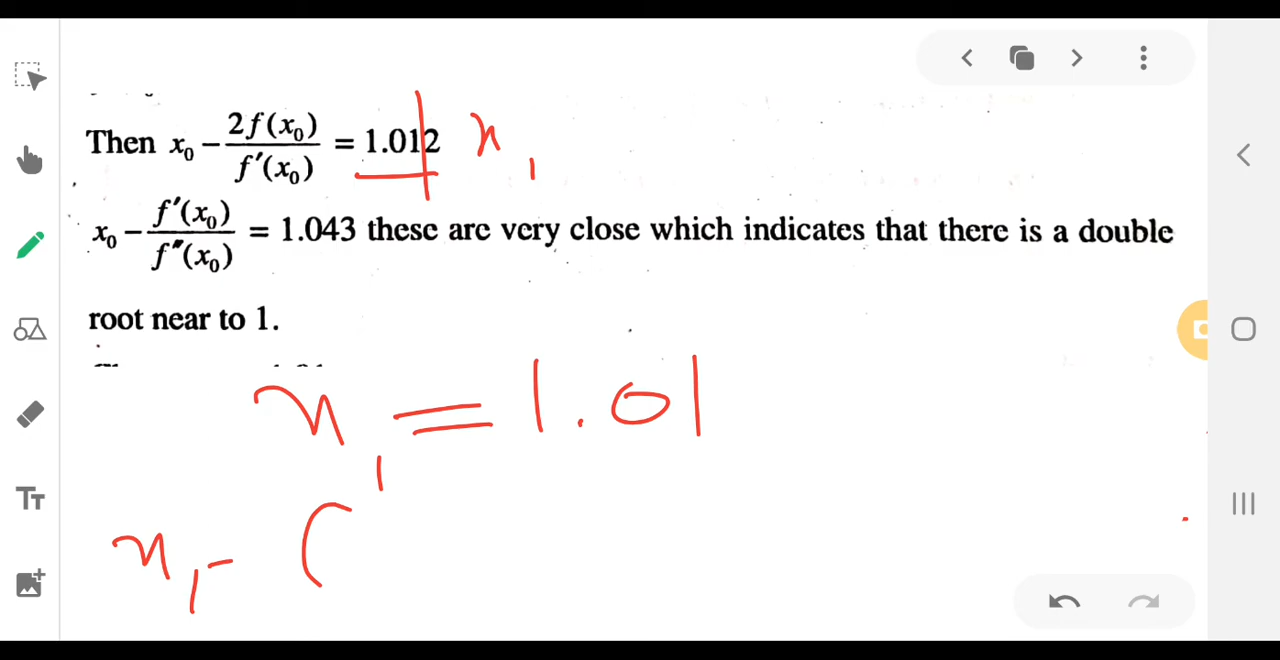 Then x₀ − 2f(x₀)/f′(x₀) = 1.012 x₁
x₀ − f′(x₀)/f″(x₀) = 1.043 these are very close which indicates that there is a double
root near to 1.
x₁ = 1.01
x₁ − (
TT